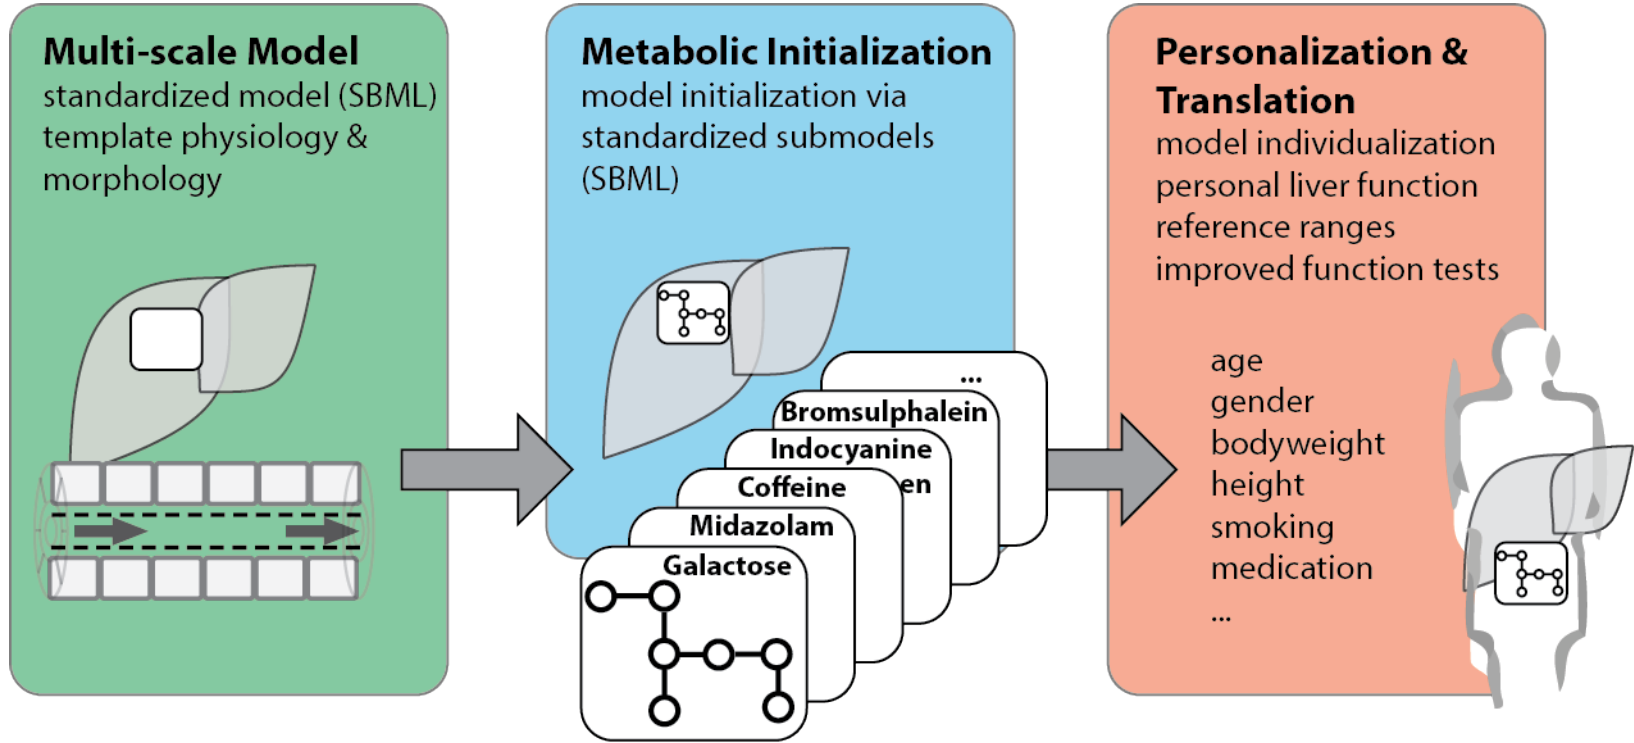 Multi-scale Model
standardized model (SBML)
template physiology &
morphology
Metabolic Initialization
model initialization via
standardized submodels
(SBML)
...
Bromsulphalein
Indocyanine
en
Coffeine
Midazolam
Galactose
Personalization &
Translation
model individualization
personal liver function
reference ranges
improved function tests
age
gender
bodyweight
height
smoking
medication
...